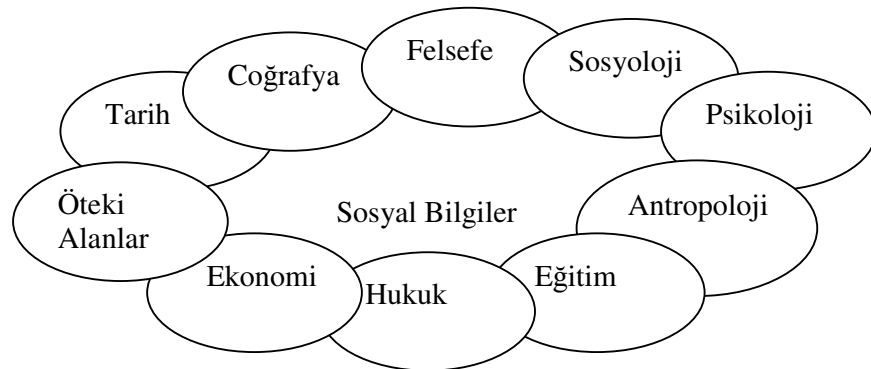 Felsefe
Coğrafya
Sosyoloji
Tarih
Psikoloji
Öteki
Alanlar
Sosyal Bilgiler
Antropoloji
Ekonomi
Hukuk
Eğitim